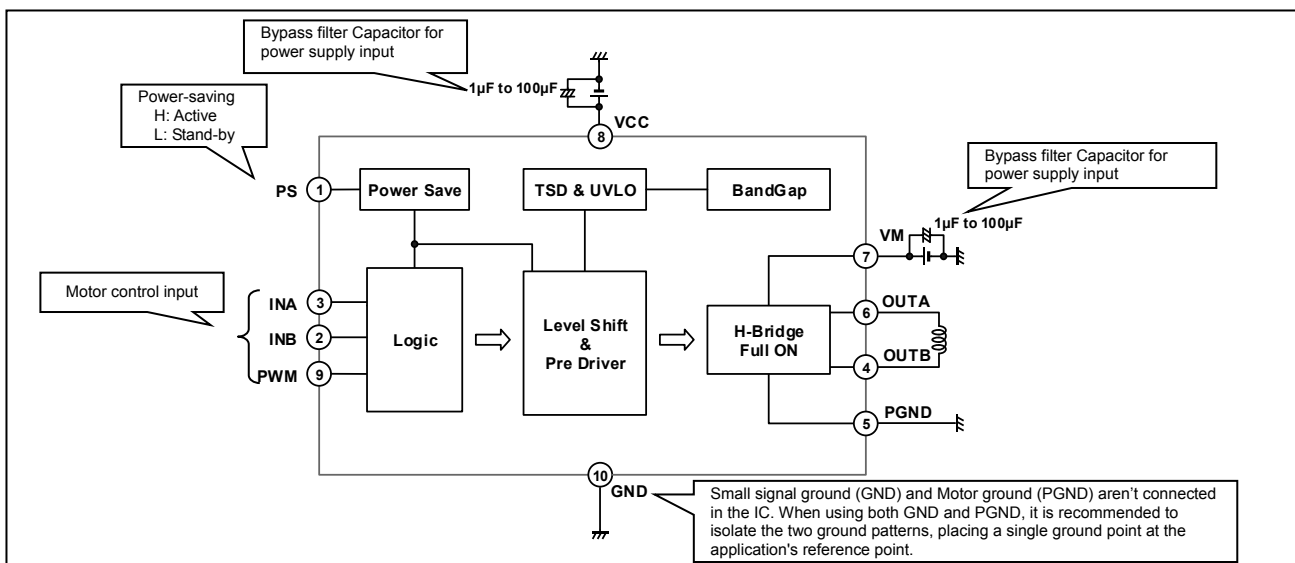 Bypass filter Capacitor for
power supply input
1μF to 100μF
Power-saving
H: Active
L: Stand-by
VCC
8
Bypass filter Capacitor for
power supply input
PS
1
Power Save
TSD & UVLO
BandGap
1μF to 100μF
VM
7
Motor control input
INA
3
INB
2
PWM
9
Logic
Level Shift
&
Pre Driver
H-Bridge
Full ON
OUTA
6
OUTB
4
PGND
5
10
GND
Small signal ground (GND) and Motor ground (PGND) aren't connected
in the IC. When using both GND and PGND, it is recommended to
isolate the two ground patterns, placing a single ground point at the
application's reference point.